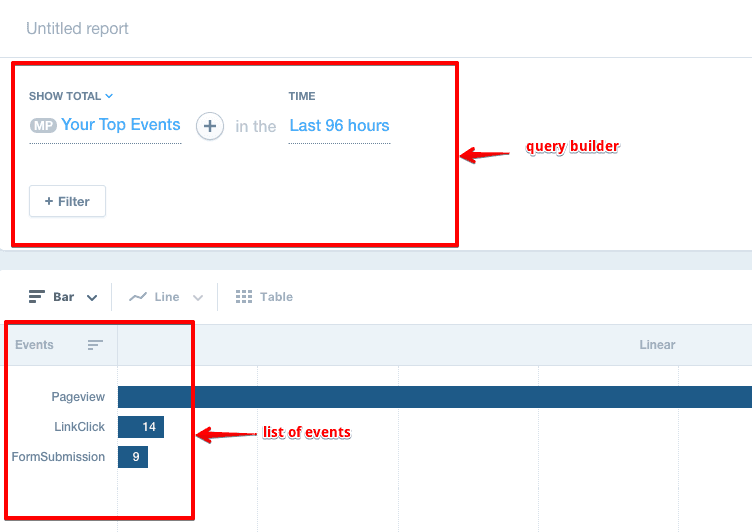 Untitled report
SHOW TOTAL TIME
MP Your Top Events + in the Last 96 hours
query builder
+ Filter
Bar Line Table
Events Linear
Pageview
LinkClick 14
list of events
FormSubmission 9